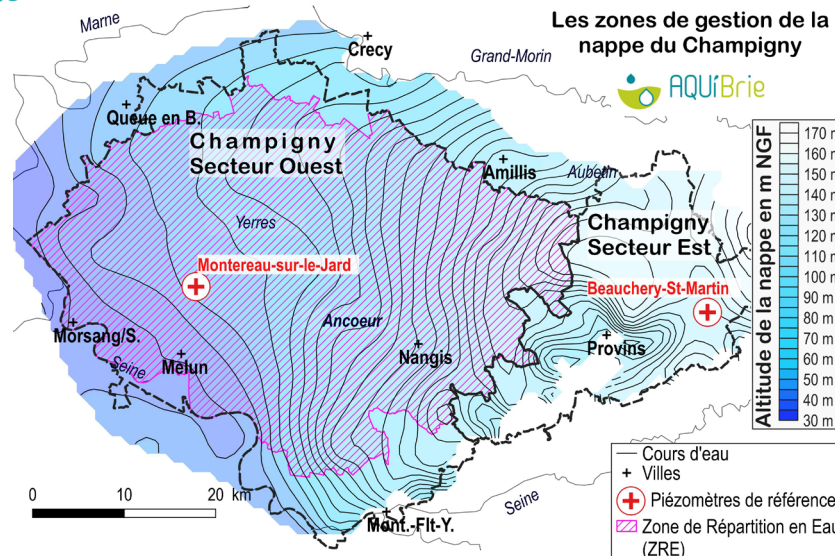 Les zones de gestion de la
nappe du Champigny
AQUiBrie
Marne
Crecy
Grand-Morin
Queue en B.
Champigny
Secteur Ouest
Amillis
Aubetin
Yerres
Champigny
Secteur Est
Montereau-sur-le-Jard
Beauchery-St-Martin
Ancoeur
Morsang/S.
Nangis
Provins
Seine
Melun
Seine
Mont.-Flt-Y.
0 10 20 km
Altitude de la nappe en m NGF
170 m
160 m
150 m
140 m
130 m
120 m
110 m
100 m
90 m
80 m
70 m
60 m
50 m
40 m
30 m
Cours d'eau
Villes
Piézomètres de référence
Zone de Répartition en Eau
(ZRE)